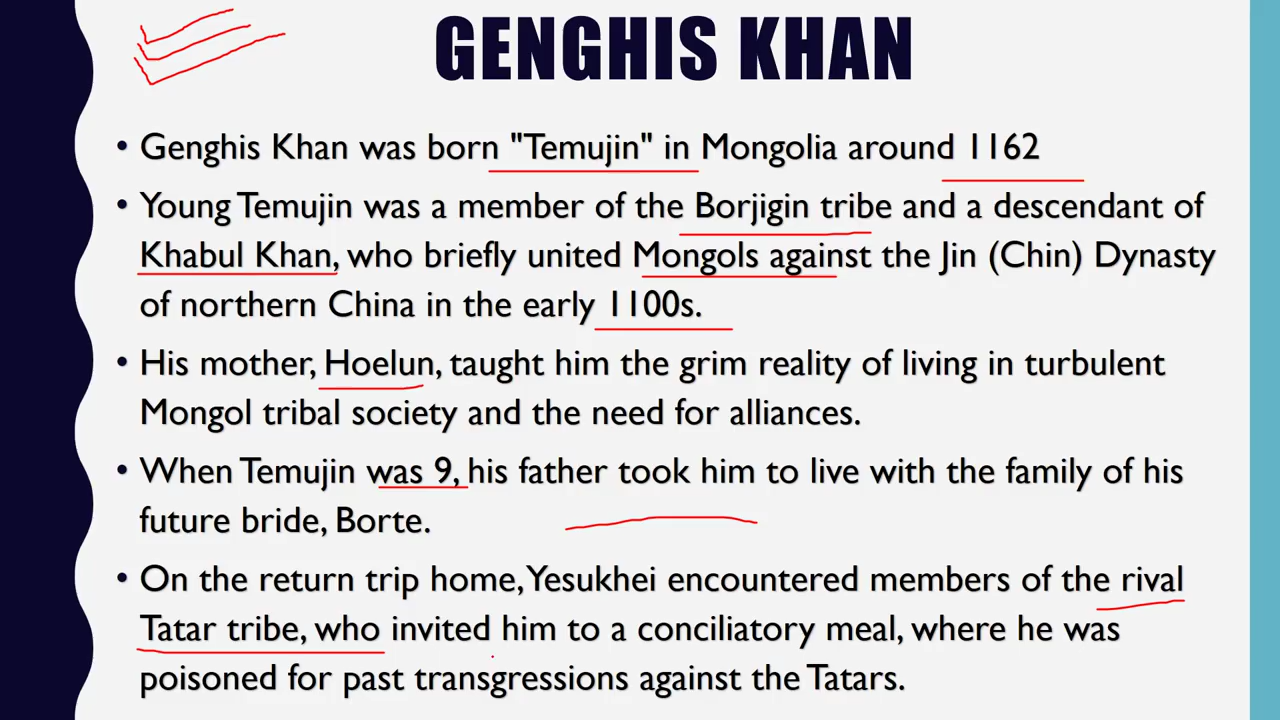 GENGHIS KHAN
• Genghis Khan was born "Temujin" in Mongolia around 1162
• Young Temujin was a member of the Borjigin tribe and a descendant of
Khabul Khan, who briefly united Mongols against the Jin (Chin) Dynasty
of northern China in the early 1100s.
• His mother, Hoelun, taught him the grim reality of living in turbulent
Mongol tribal society and the need for alliances.
• When Temujin was 9, his father took him to live with the family of his
future bride, Borte.
• On the return trip home, Yesukhei encountered members of the rival
Tatar tribe, who invited him to a conciliatory meal, where he was
poisoned for past transgressions against the Tatars.